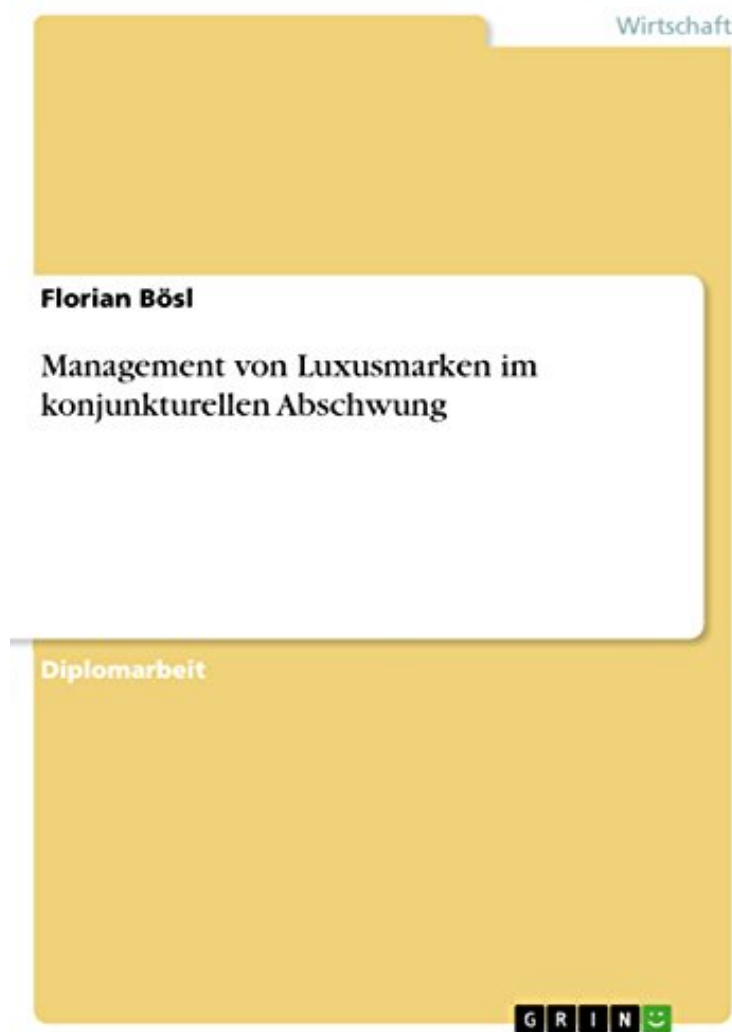 Wirtschaft
Florian Bösl
Management von Luxusmarken im
konjunkturellen Abschwung
Diplomarbeit
GRIN